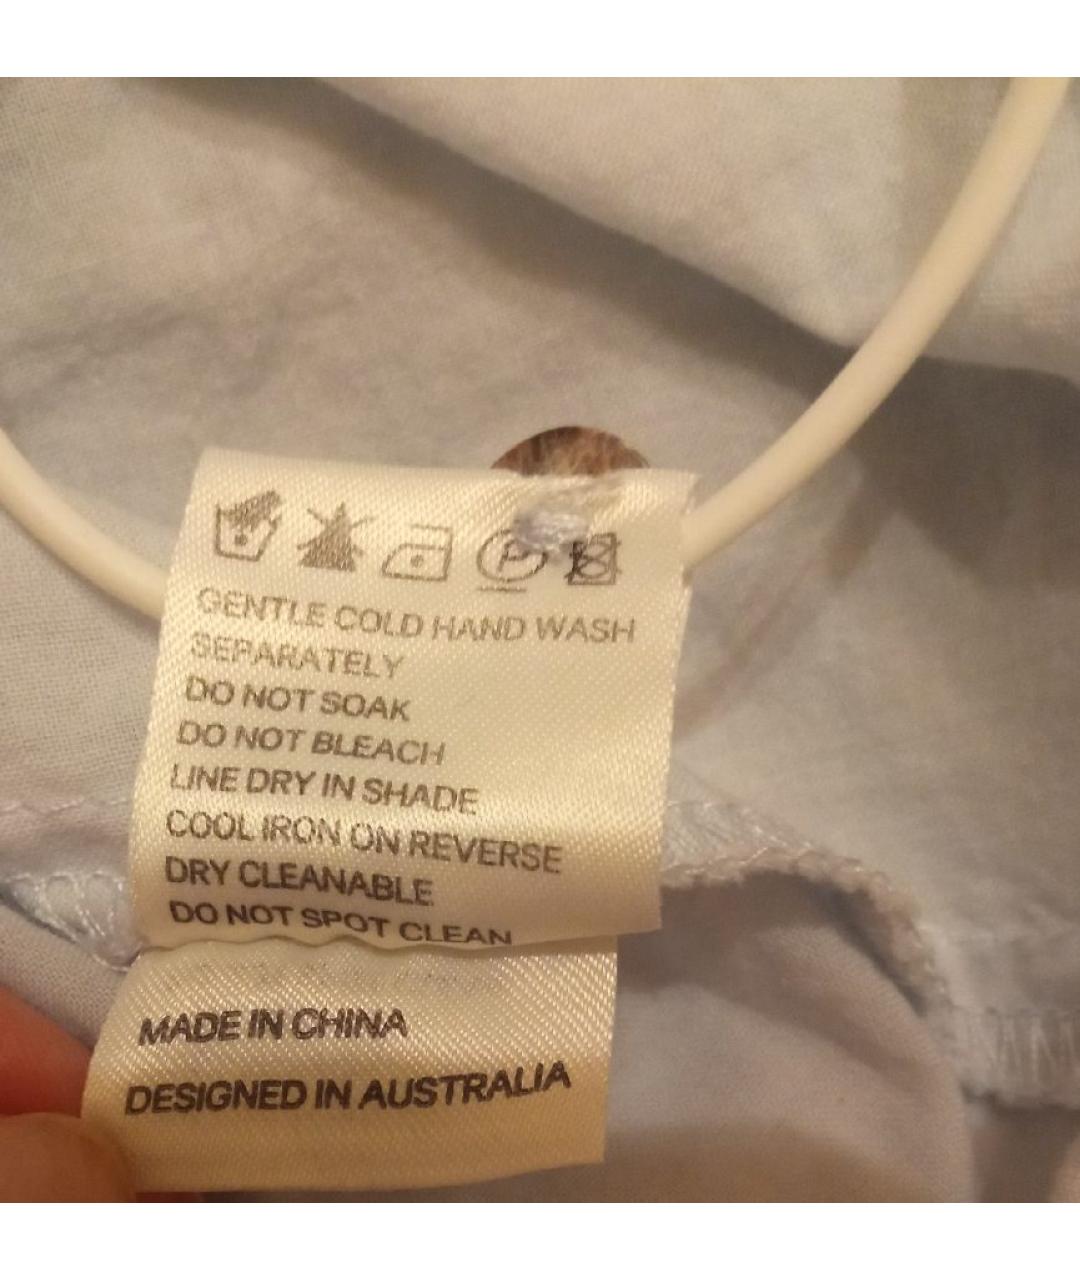 GENTLE COLD HAND WASH
SEPARATELY
DO NOT SOAK
DO NOT BLEACH
LINE DRY IN SHADE
COOL IRON ON REVERSE
DRY CLEANABLE
DO NOT SPOT CLEAN
MADE IN CHINA
DESIGNED IN AUSTRALIA